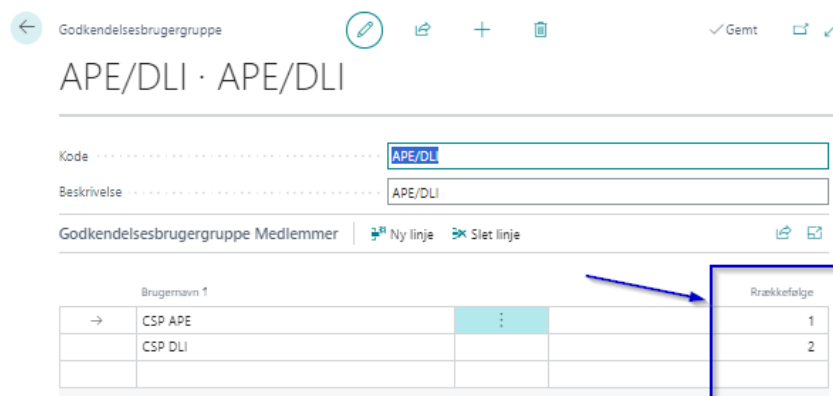 Godkendelsesbrugergruppe
Gemt
APE/DLI · APE/DLI
Kode APE/DLI
Beskrivelse APE/DLI
Godkendelsesbrugergruppe Medlemmer Ny linje Slet linje
Brugernavn ↑ Rrækkefølge
→ CSP APE 1
CSP DLI 2